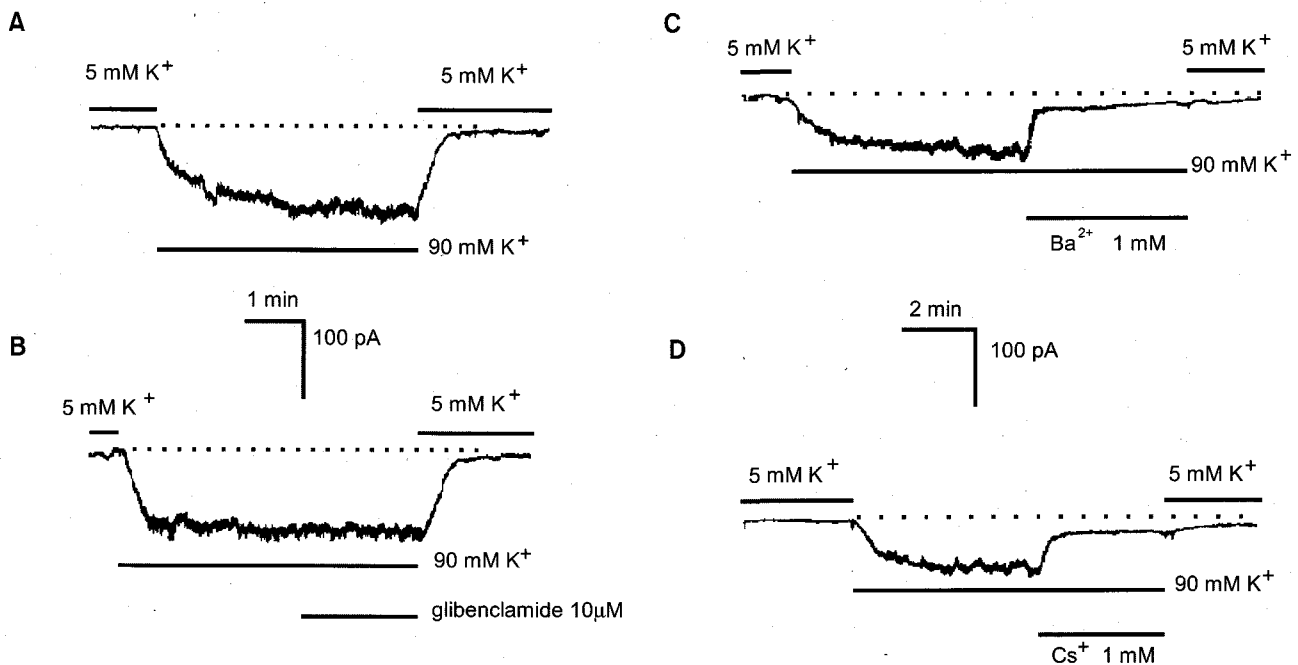 A
5 mM K+
5 mM K+
90 mM K+
1 min
100 pA
B
5 mM K+
5 mM K+
90 mM K+
glibenclamide 10µM
C
5 mM K+
5 mM K+
90 mM K+
Ba2+ 1 mM
2 min
100 pA
D
5 mM K+
5 mM K+
90 mM K+
Cs+ 1 mM